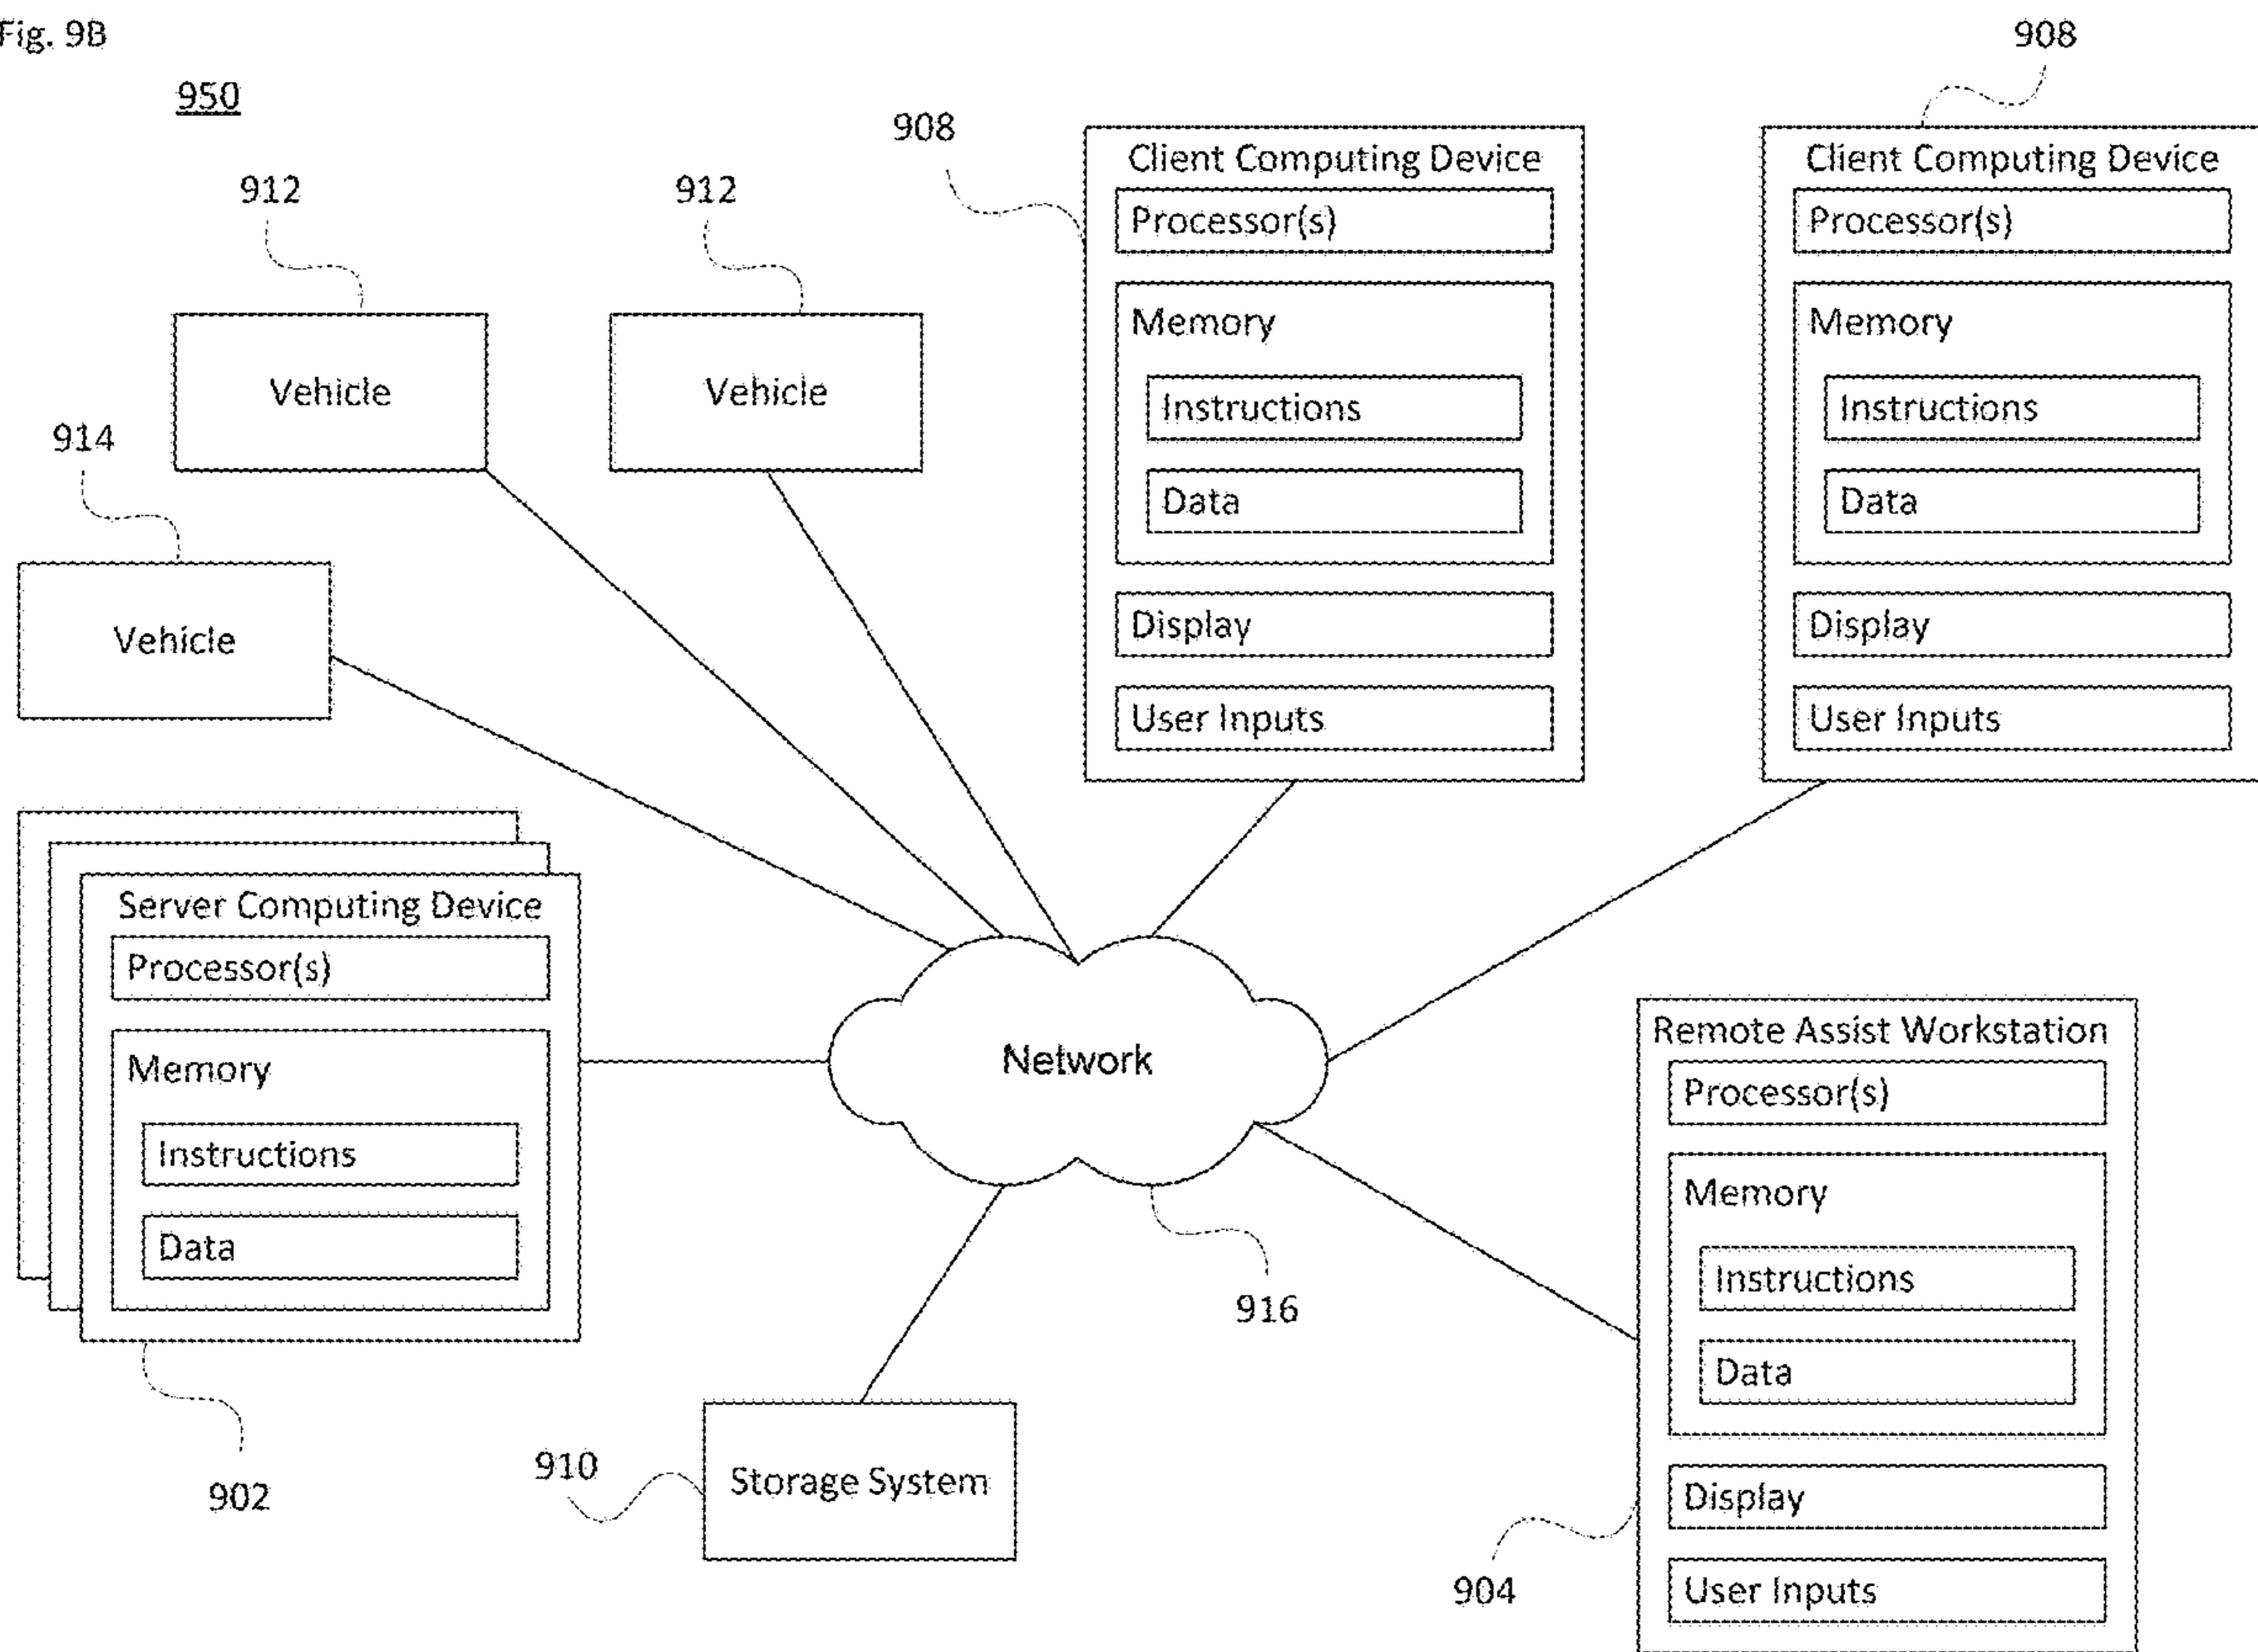 Fig. 9B
950
908
908
912
912
914
Vehicle
Vehicle
Vehicle
Client Computing Device
Processor(s)
Memory
Instructions
Data
Display
User Inputs
Client Computing Device
Processor(s)
Memory
Instructions
Data
Display
User Inputs
Server Computing Device
Processor(s)
Memory
Instructions
Data
902
Network
916
Storage System
910
Remote Assist Workstation
Processor(s)
Memory
Instructions
Data
Display
User Inputs
904